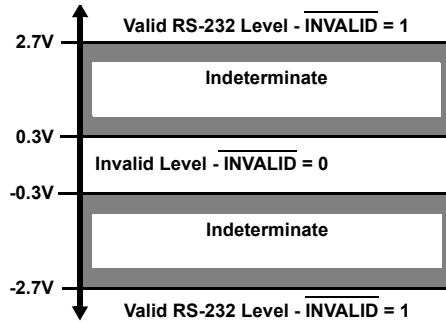 Valid RS-232 Level - INVALID = 1
2.7V
Indeterminate
0.3V
Invalid Level - INVALID = 0
-0.3V
Indeterminate
-2.7V
Valid RS-232 Level - INVALID = 1